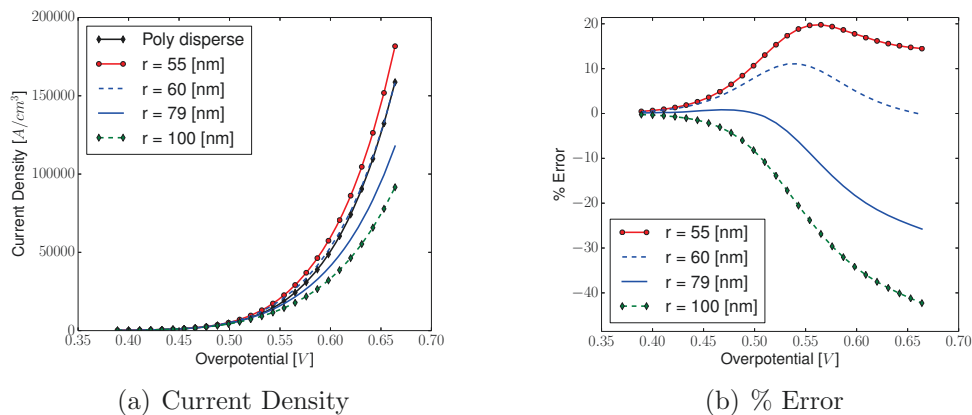 200000
150000
100000
50000
0
0.35 0.40 0.45 0.50 0.55 0.60 0.65 0.70
Current Density [A/cm³]
Overpotential [V]
Poly disperse
r = 55 [nm]
r = 60 [nm]
r = 79 [nm]
r = 100 [nm]
(a) Current Density
20
10
0
−10
−20
−30
−40
0.35 0.40 0.45 0.50 0.55 0.60 0.65 0.70
% Error
Overpotential [V]
r = 55 [nm]
r = 60 [nm]
r = 79 [nm]
r = 100 [nm]
(b) % Error